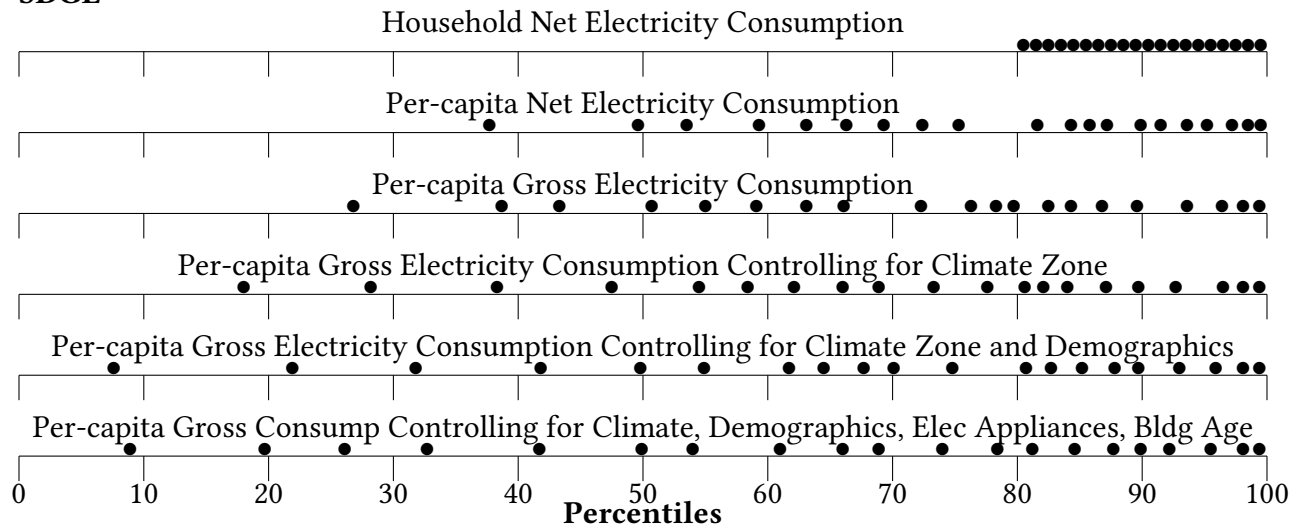 SDGE
Household Net Electricity Consumption
Per-capita Net Electricity Consumption
Per-capita Gross Electricity Consumption
Per-capita Gross Electricity Consumption Controlling for Climate Zone
Per-capita Gross Electricity Consumption Controlling for Climate Zone and Demographics
Per-capita Gross Consump Controlling for Climate, Demographics, Elec Appliances, Bldg Age
0 10 20 30 40 50 60 70 80 90 100
Percentiles